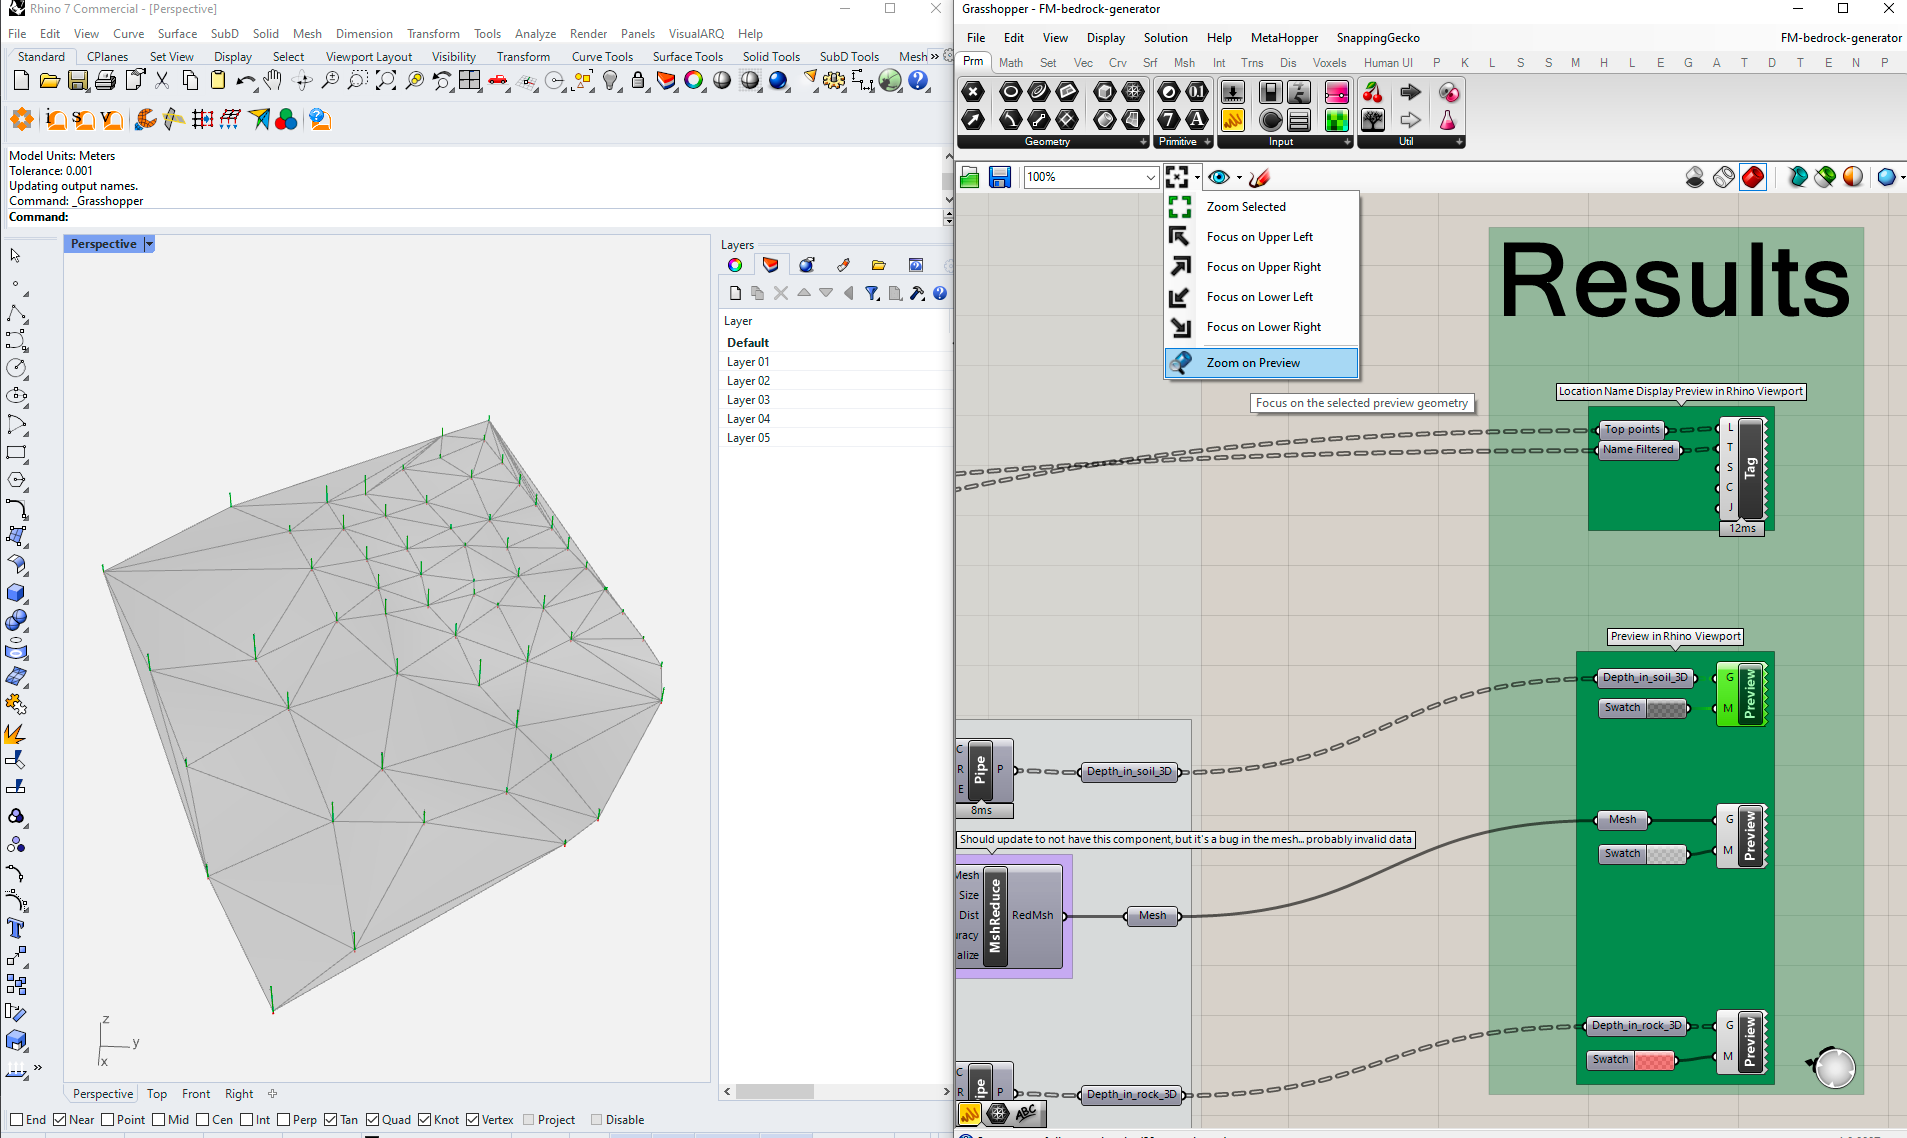 Rhino 7 Commercial - [Perspective]
File Edit View Curve Surface SubD Solid Mesh Dimension Transform Tools Analyze Render Panels VisualARQ Help
Standard CPlanes Set View Display Select Viewport Layout Visibility Transform Curve Tools Surface Tools Solid Tools SubD Tools Mesh
Model Units: Meters
Tolerance: 0.001
Updating output names.
Command: _Grasshopper
Command:
Perspective
Layers
Layer
Default
Layer 01
Layer 02
Layer 03
Layer 04
Layer 05
z
y
x
Perspective Top Front Right
End Near Point Mid Cen Int Perp Tan Quad Knot Vertex Project Disable
Grasshopper - FM-bedrock-generator
File Edit View Display Solution Help MetaHopper SnappingGecko FM-bedrock-generator
Prm Math Set Vec Crv Srf Msh Int Trns Dis Voxels Human UI P K L S S M H L E G A T D T E N P
Geometry Primitive Input Util
100%
Zoom Selected
Focus on Upper Left
Focus on Upper Right
Focus on Lower Left
Focus on Lower Right
Zoom on Preview
Focus on the selected preview geometry
Results
Location Name Display Preview in Rhino Viewport
Top points
Name Filtered
L
T
S
C
J
Tag
12ms
Preview in Rhino Viewport
Depth_in_soil_3D
Swatch
G
M
Preview
C
R
E
Pipe
P
8ms
Depth_in_soil_3D
Mesh
Swatch
G
M
Preview
Should update to not have this component, but it's a bug in the mesh... probably invalid data
Mesh
Size
Dist
uracy
alize
MshReduce
RedMsh
Mesh
Depth_in_rock_3D
Swatch
G
M
Preview
C
R
ipe
P
Depth_in_rock_3D
ABC